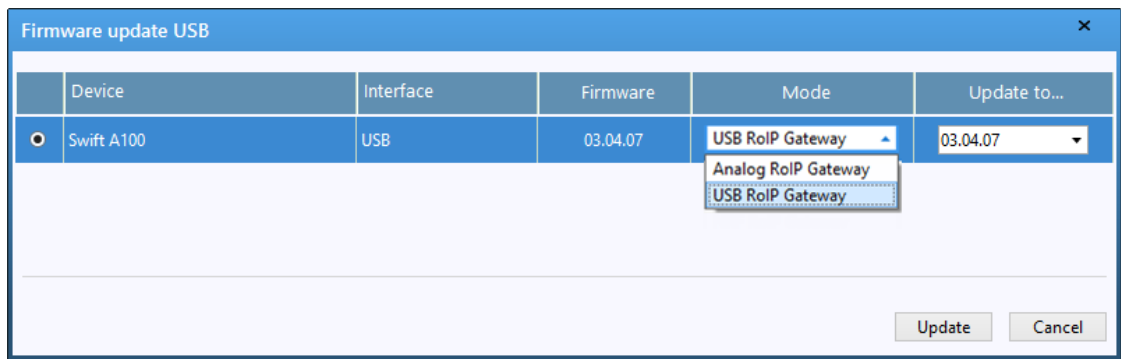 Firmware update USB
Device Interface Firmware Mode Update to...
Swift A100 USB 03.04.07 USB RoIP Gateway 03.04.07
Analog RoIP Gateway
USB RoIP Gateway
Update Cancel